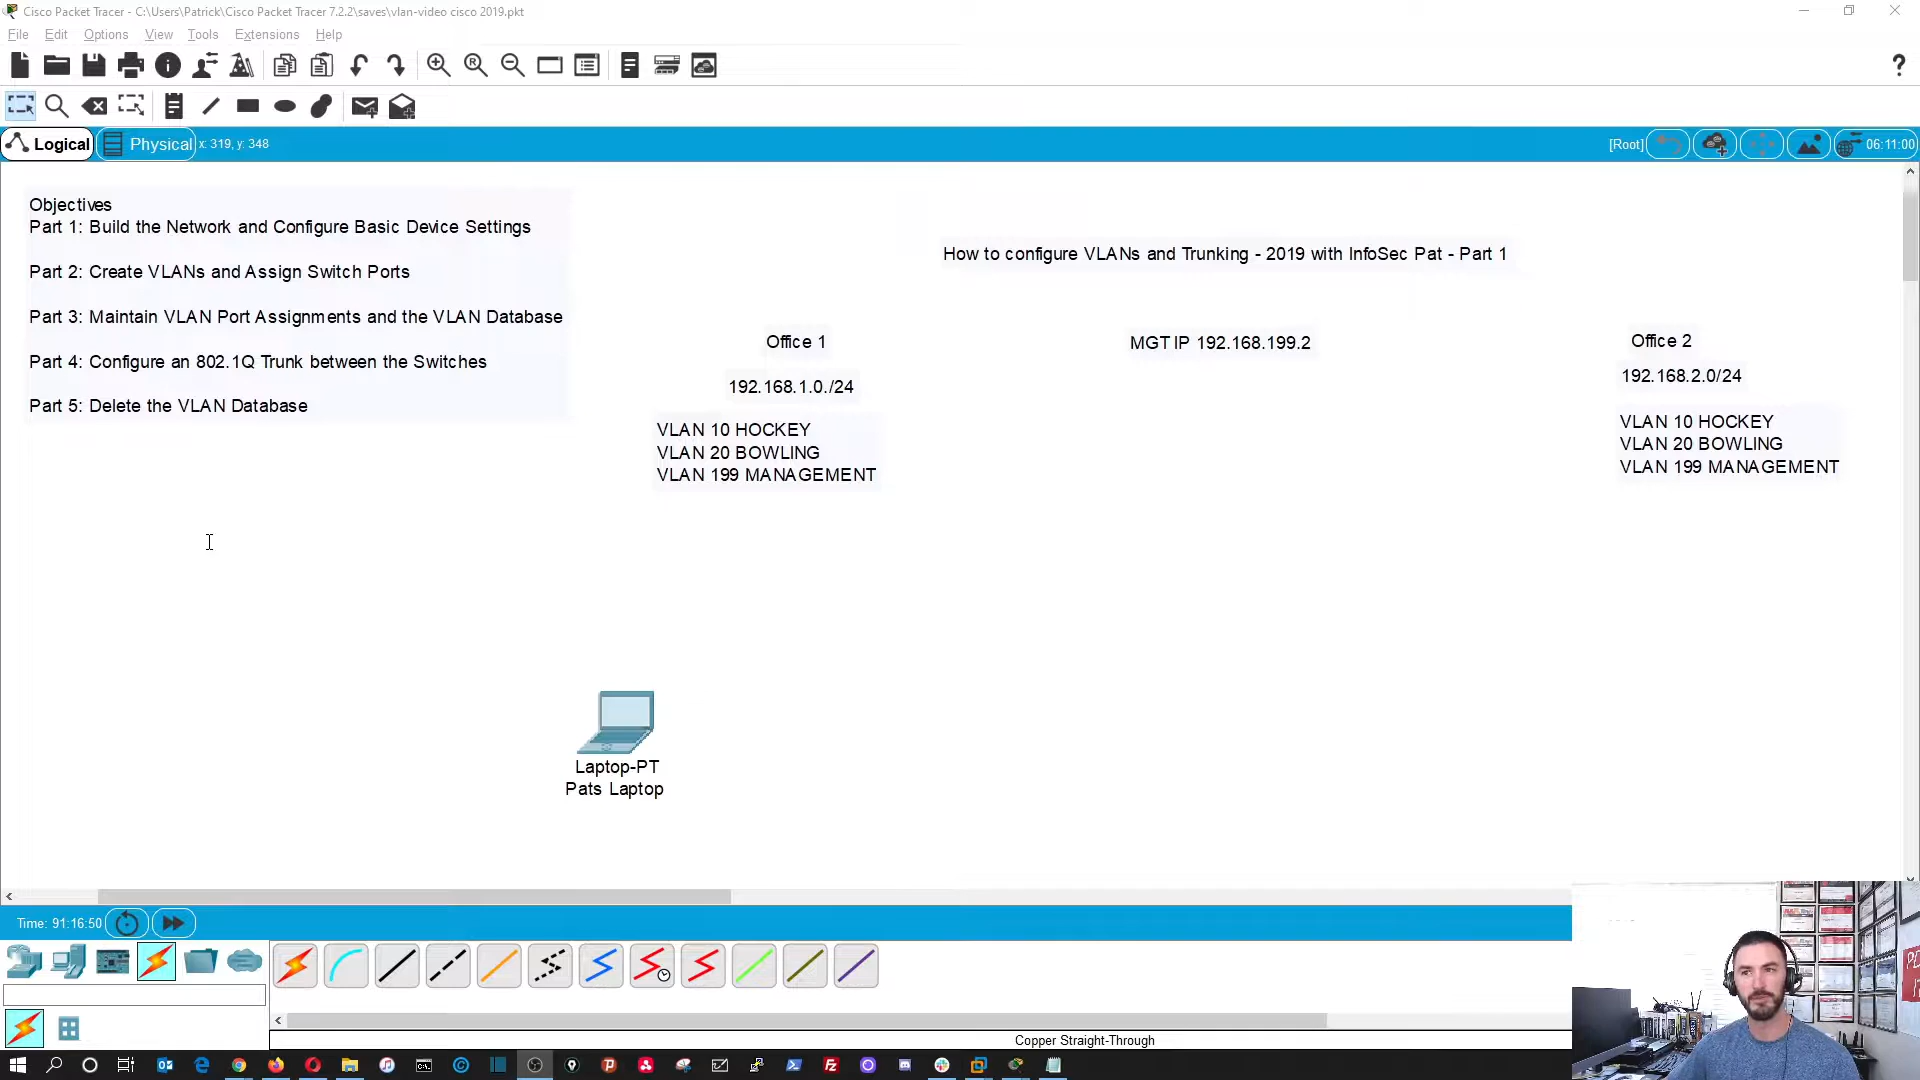 Cisco Packet Tracer - C:\Users\Patrick\Cisco Packet Tracer 7.2.2\saves\vlan-video cisco 2019.pkt
File Edit Options View Tools Extensions Help
Logical Physical x: 319, y: 348 [Root] 06:11:00
Objectives
Part 1: Build the Network and Configure Basic Device Settings
Part 2: Create VLANs and Assign Switch Ports
Part 3: Maintain VLAN Port Assignments and the VLAN Database
Part 4: Configure an 802.1Q Trunk between the Switches
Part 5: Delete the VLAN Database
How to configure VLANs and Trunking - 2019 with InfoSec Pat - Part 1
Office 1
192.168.1.0./24
VLAN 10 HOCKEY
VLAN 20 BOWLING
VLAN 199 MANAGEMENT
MGT IP 192.168.199.2
Office 2
192.168.2.0/24
VLAN 10 HOCKEY
VLAN 20 BOWLING
VLAN 199 MANAGEMENT
Laptop-PT
Pats Laptop
Time: 91:16:50
Copper Straight-Through